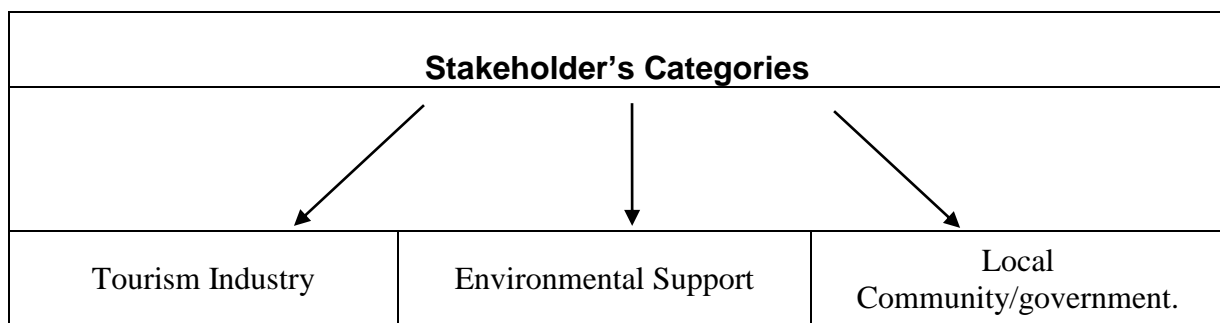 Stakeholder’s Categories
Tourism Industry
Environmental Support
Local
Community/government.